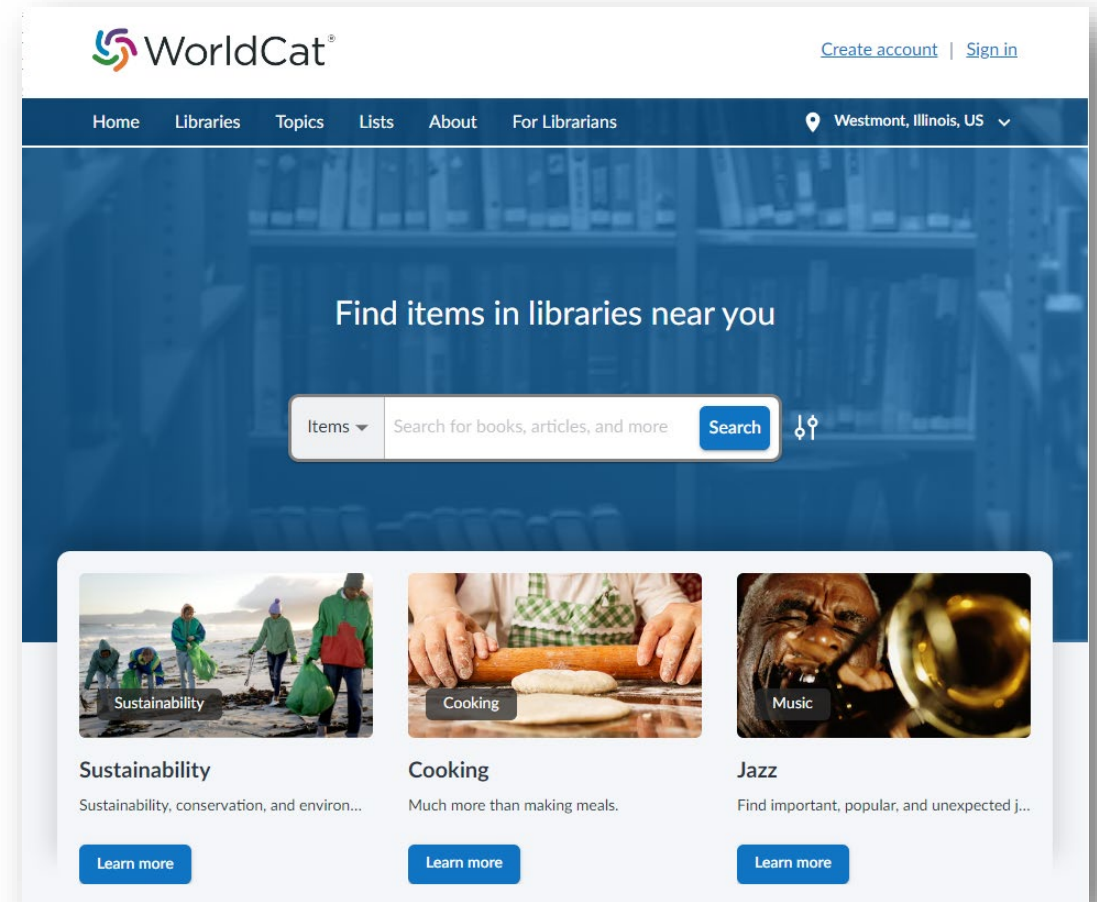 WorldCat®
Create account | Sign in
Home Libraries Topics Lists About For Librarians Westmont, Illinois, US
Find items in libraries near you
Items Search for books, articles, and more Search
Sustainability Cooking Music
Sustainability Cooking Jazz
Sustainability, conservation, and environ... Much more than making meals. Find important, popular, and unexpected j...
Learn more Learn more Learn more